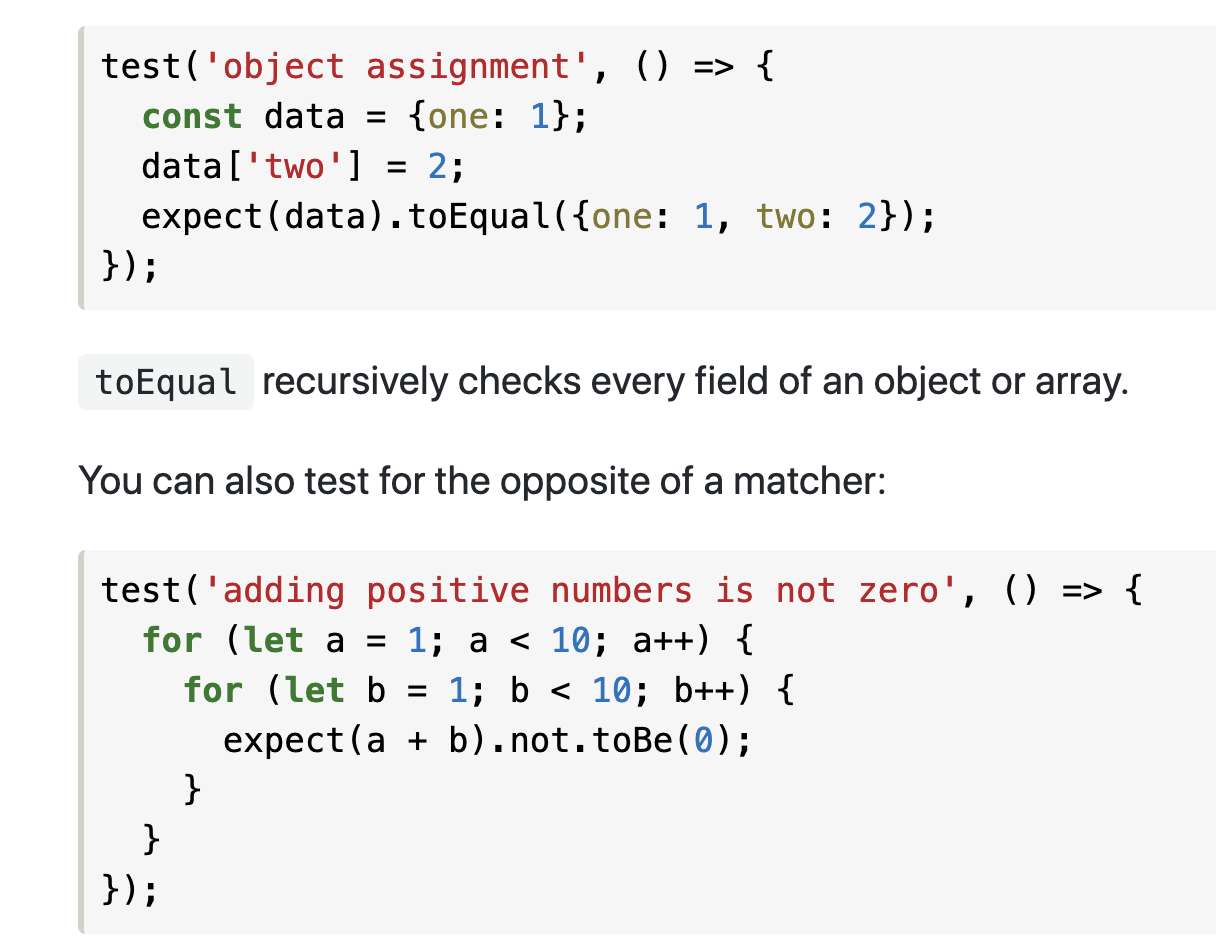 test('object assignment', () => {
  const data = {one: 1};
  data['two'] = 2;
  expect(data).toEqual({one: 1, two: 2});
});
toEqual recursively checks every field of an object or array.
You can also test for the opposite of a matcher:
test('adding positive numbers is not zero', () => {
  for (let a = 1; a < 10; a++) {
    for (let b = 1; b < 10; b++) {
      expect(a + b).not.toBe(0);
    }
  }
});